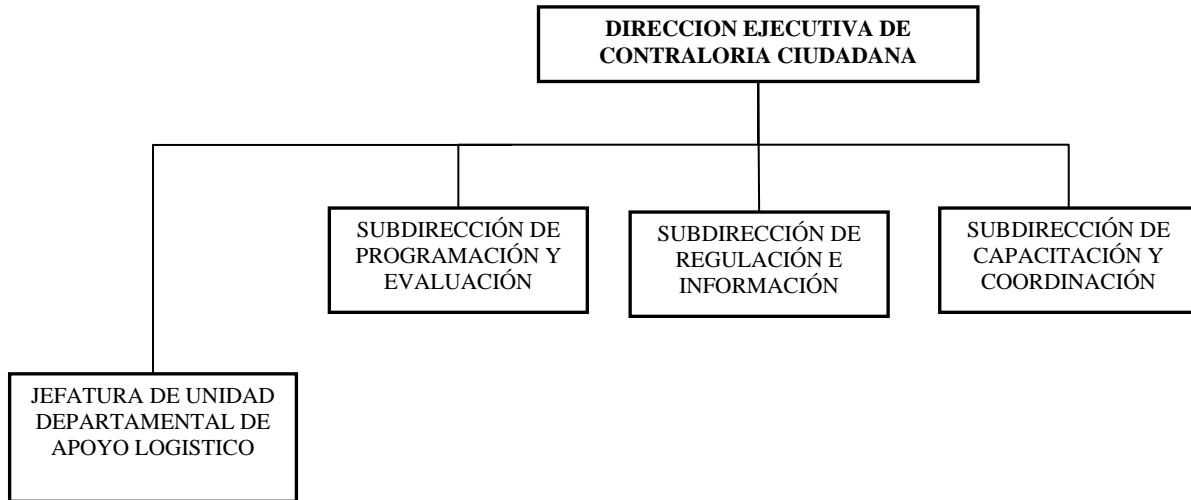 DIRECCION EJECUTIVA DE
CONTRALORIA CIUDADANA
SUBDIRECCIÓN DE
PROGRAMACIÓN Y
EVALUACIÓN
SUBDIRECCIÓN DE
REGULACIÓN E
INFORMACIÓN
SUBDIRECCIÓN DE
CAPACITACIÓN Y
COORDINACIÓN
JEFATURA DE UNIDAD
DEPARTAMENTAL DE
APOYO LOGISTICO